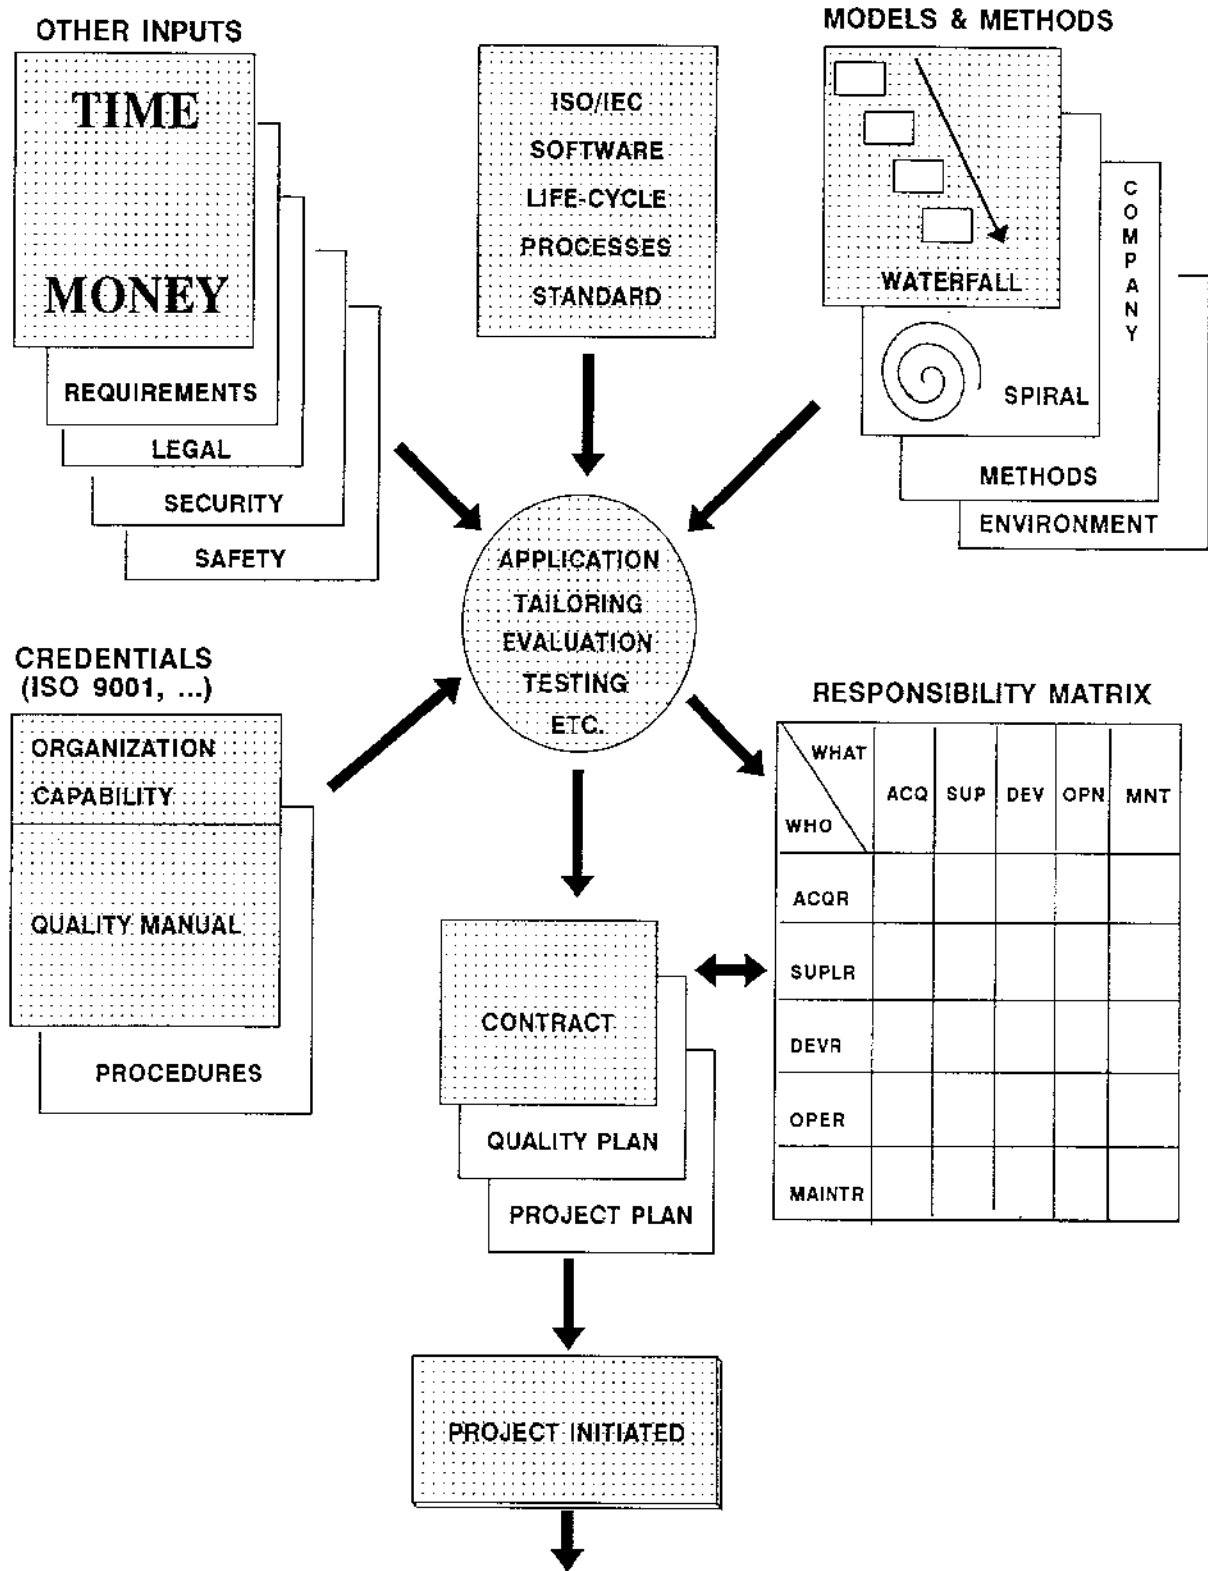 OTHER INPUTS
TIME
MONEY
REQUIREMENTS
LEGAL
SECURITY
SAFETY
ISO/IEC
SOFTWARE
LIFE-CYCLE
PROCESSES
STANDARD
MODELS & METHODS
WATERFALL
SPIRAL
COMPANY
METHODS
ENVIRONMENT
APPLICATION
TAILORING
EVALUATION
TESTING
ETC.
CREDENTIALS
(ISO 9001, ...)
ORGANIZATION
CAPABILITY
QUALITY MANUAL
PROCEDURES
RESPONSIBILITY MATRIX
WHAT
WHO
ACQ SUP DEV OPN MNT
ACQR
SUPLR
DEVR
OPER
MAINTR
CONTRACT
QUALITY PLAN
PROJECT PLAN
PROJECT INITIATED